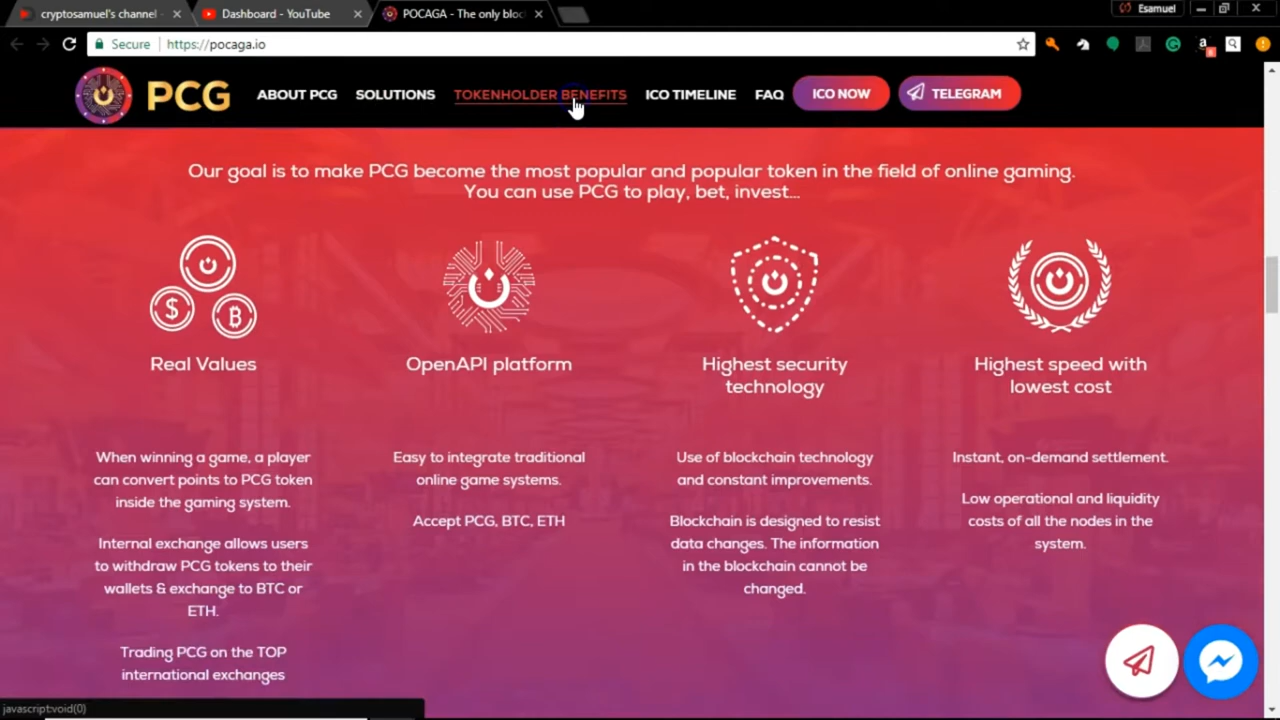 cryptosamuel's channel -
Dashboard - YouTube
POCAGA - The only bloc
Esamuel
Secure
https://pocaga.io
PCG
ABOUT PCG
SOLUTIONS
TOKENHOLDER BENEFITS
ICO TIMELINE
FAQ
ICO NOW
TELEGRAM
Our goal is to make PCG become the most popular and popular token in the field of online gaming.
You can use PCG to play, bet, invest...
Real Values
When winning a game, a player
can convert points to PCG token
inside the gaming system.
Internal exchange allows users
to withdraw PCG tokens to their
wallets & exchange to BTC or
ETH.
Trading PCG on the TOP
international exchanges
OpenAPI platform
Easy to integrate traditional
online game systems.
Accept PCG, BTC, ETH
Highest security
technology
Use of blockchain technology
and constant improvements.
Blockchain is designed to resist
data changes. The information
in the blockchain cannot be
changed.
Highest speed with
lowest cost
Instant, on-demand settlement.
Low operational and liquidity
costs of all the nodes in the
system.
javascript:void(0)